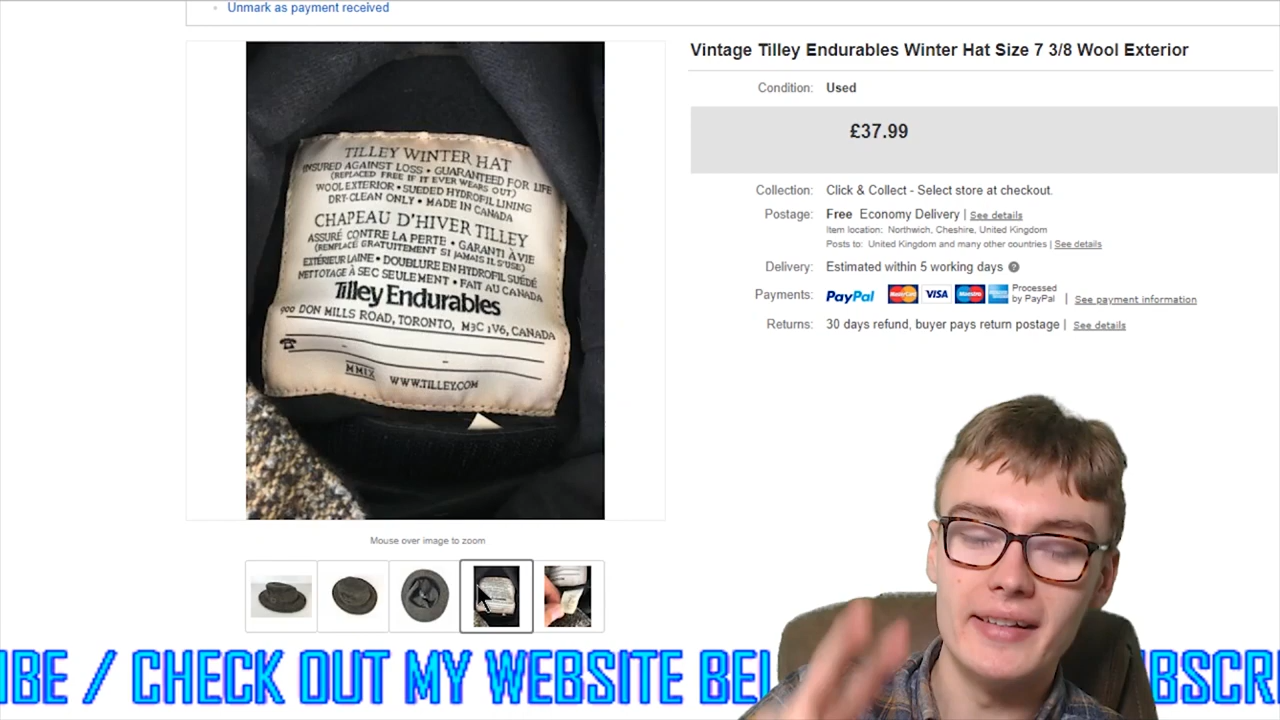 Unmark as payment received
Vintage Tilley Endurables Winter Hat Size 7 3/8 Wool Exterior
Condition: Used
£37.99
Collection: Click & Collect - Select store at checkout.
Postage: Free Economy Delivery | See details
Item location: Northwich, Cheshire, United Kingdom
Posts to: United Kingdom and many other countries | See details
Delivery: Estimated within 5 working days
Payments: PayPal MasterCard VISA Maestro Processed by PayPal | See payment information
Returns: 30 days refund, buyer pays return postage | See details
TILLEY WINTER HAT
INSURED AGAINST LOSS • GUARANTEED FOR LIFE
(REPLACED FREE IF IT EVER WEARS OUT)
WOOL EXTERIOR • SUEDED HYDROFIL LINING
DRY-CLEAN ONLY • MADE IN CANADA
CHAPEAU D'HIVER TILLEY
ASSURÉ CONTRE LA PERTE • GARANTI À VIE
(REMPLACÉ GRATUITEMENT SI JAMAIS IL S'USE)
EXTÉRIEUR LAINE • DOUBLURE EN HYDROFIL SUÉDÉ
NETTOYAGE À SEC SEULEMENT • FAIT AU CANADA
Tilley Endurables
900 DON MILLS ROAD, TORONTO, M3C 1V6, CANADA
MMIX WWW.TILLEY.COM
Mouse over image to zoom
IBE / CHECK OUT MY WEBSITE BEL UBSCRI